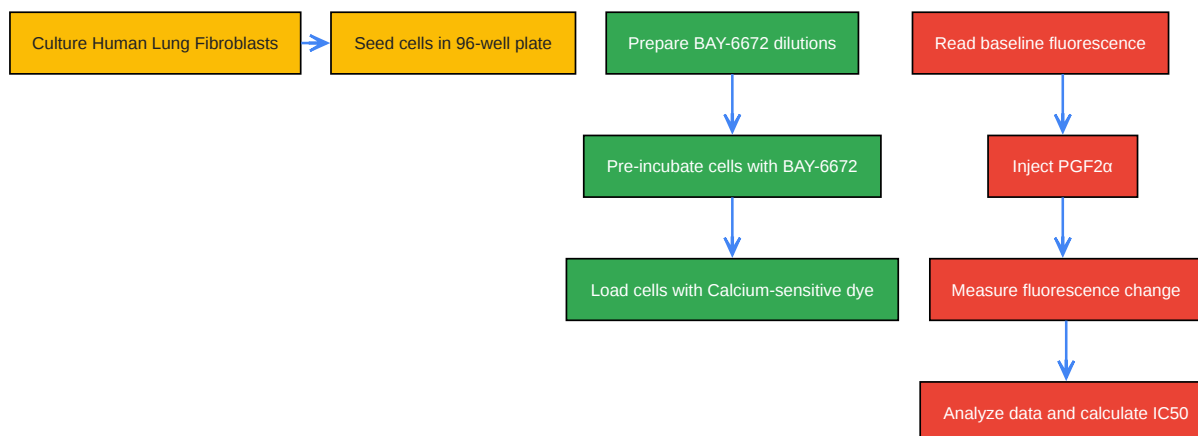 Culture Human Lung Fibroblasts
Seed cells in 96-well plate
Prepare BAY-6672 dilutions
Pre-incubate cells with BAY-6672
Load cells with Calcium-sensitive dye
Read baseline fluorescence
Inject PGF2α
Measure fluorescence change
Analyze data and calculate IC50